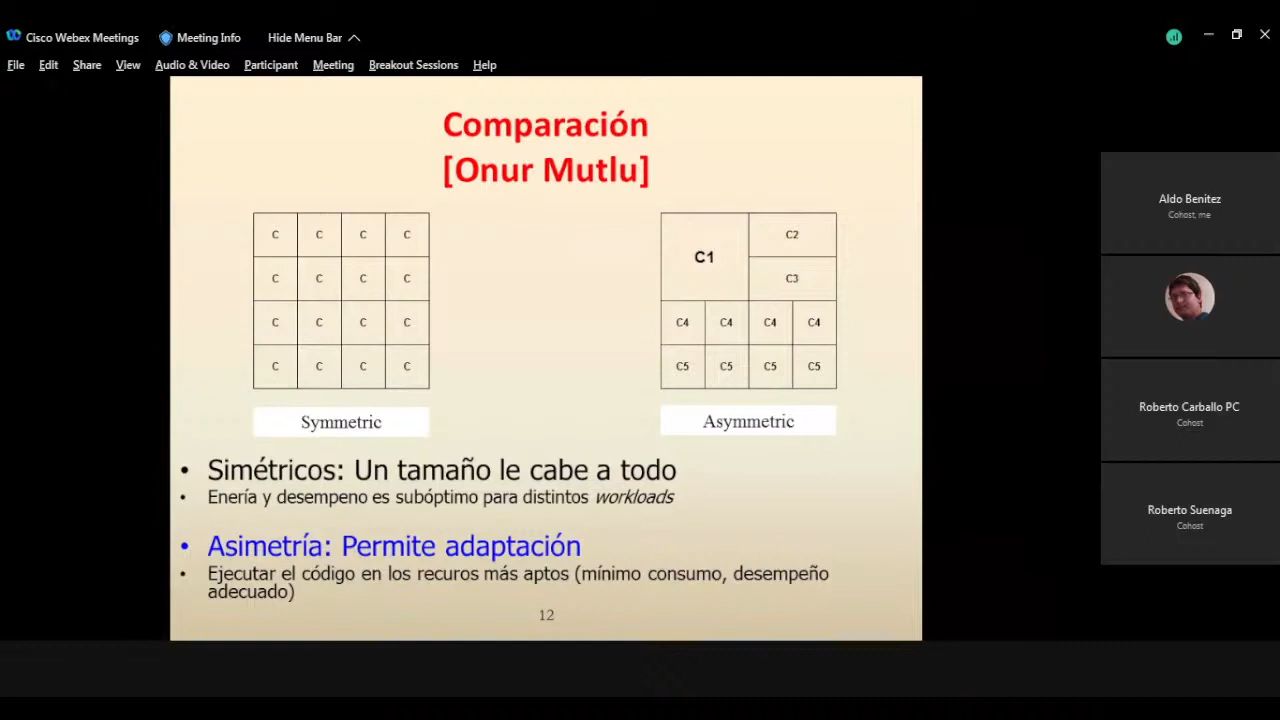 Cisco Webex Meetings Meeting Info Hide Menu Bar
File Edit Share View Audio & Video Participant Meeting Breakout Sessions Help
Comparación
[Onur Mutlu]
C C C C
C C C C
C C C C
C C C C
Symmetric
C1 C2
C3
C4 C4 C4 C4
C5 C5 C5 C5
Asymmetric
• Simétricos: Un tamaño le cabe a todo
• Enería y desempeno es subóptimo para distintos workloads
• Asimetría: Permite adaptación
• Ejecutar el código en los recuros más aptos (mínimo consumo, desempeño
adecuado)
12
Aldo Benitez
Cohost, me
Roberto Carballo PC
Cohost
Roberto Suenaga
Cohost